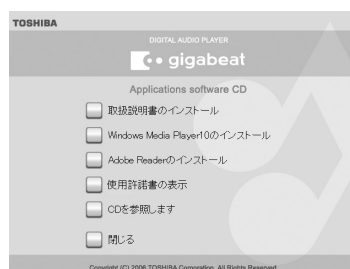 TOSHIBA
DIGITAL AUDIO PLAYER
gigabeat
Applications software CD
取扱説明書のインストール
Windows Media Player10のインストール
Adobe Readerのインストール
使用許諾書の表示
CDを参照します
閉じる
Copyright (C) 2006 TOSHIBA Corporation, All Rights Reserved